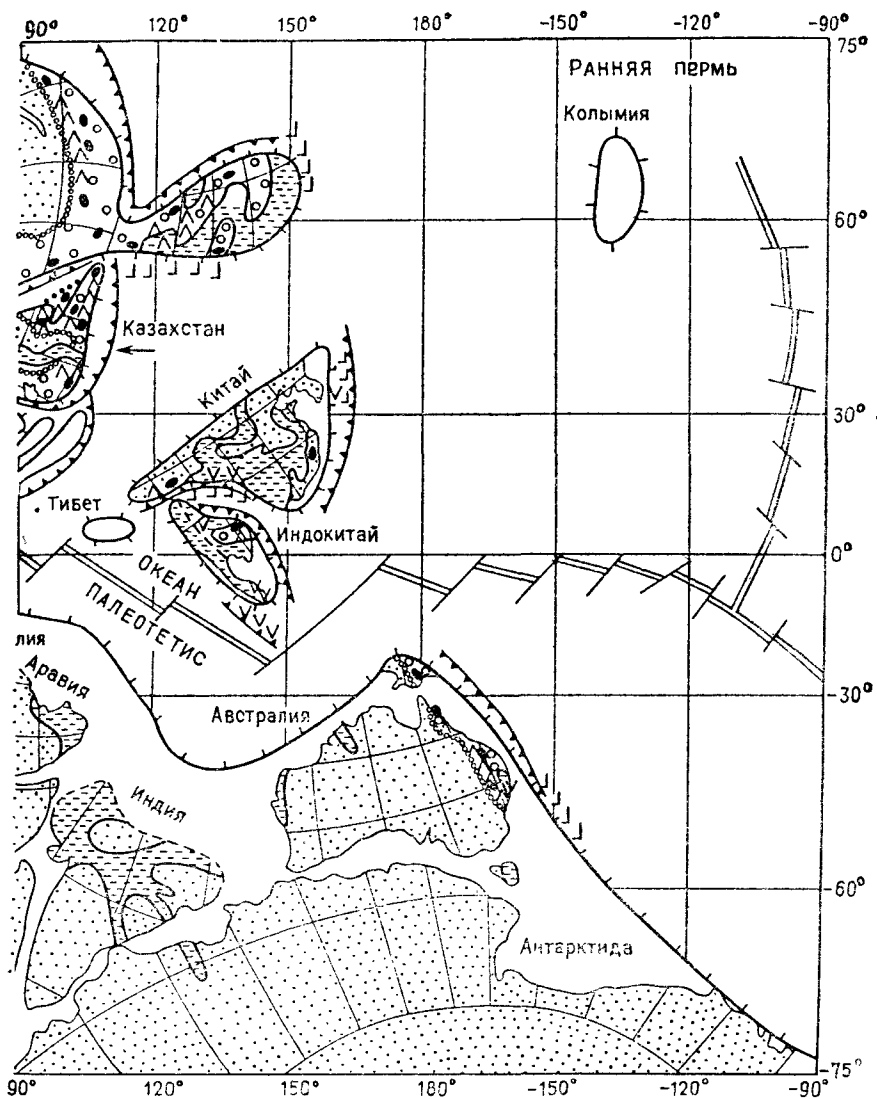 90° 120° 150° 180° -150° -120° -90°
75°
Ранняя пермь
Колымия
60°
Казахстан
Китай
30°
Тибет
Индокитай
0°
ОКЕАН
ПАЛЕОТЕТИС
лия
Аравия
-30°
Австралия
Индия
-60°
Антарктида
-75°
90° 120° 150° 180° -150° -120° -90°